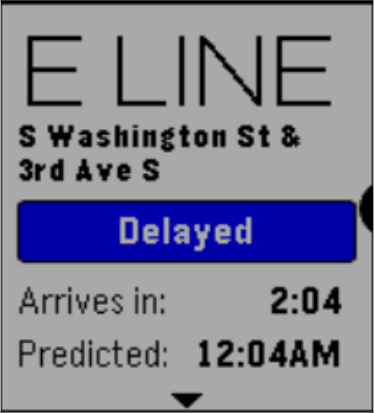 E LINE
S Washington St &
3rd Ave S
Delayed
Arrives in: 2:04
Predicted: 12:04AM